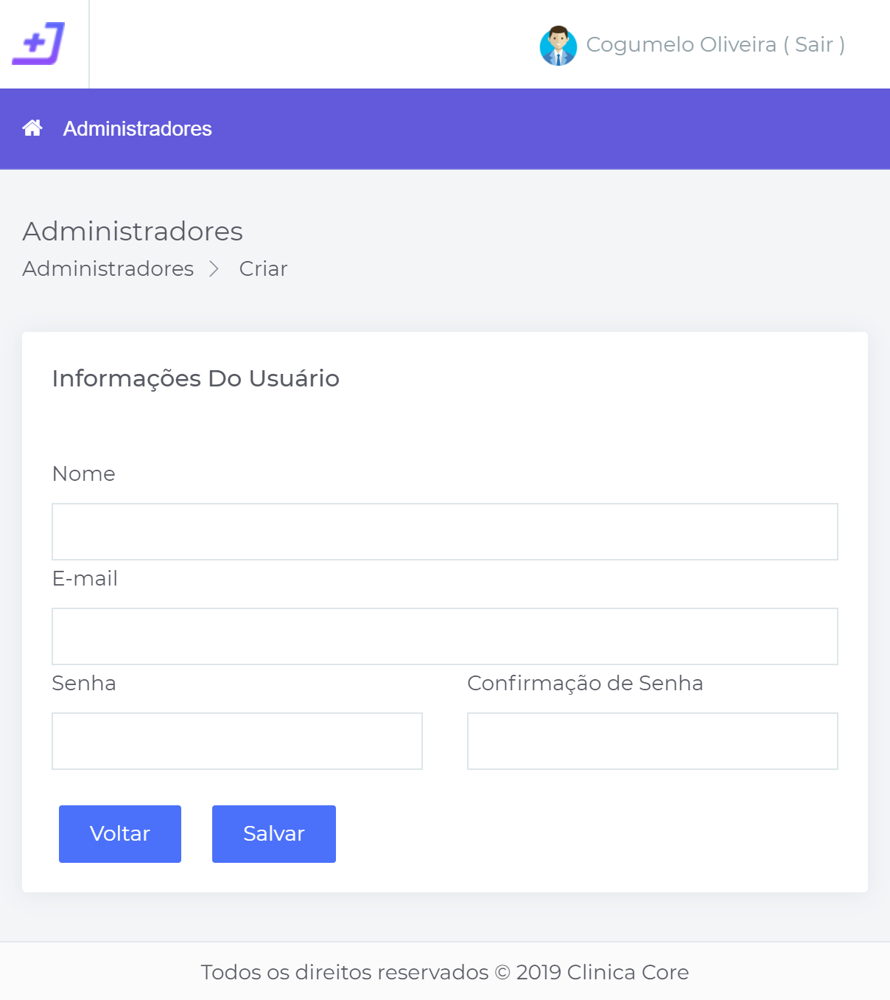 Cogumelo Oliveira ( Sair )
Administradores
Administradores
Administradores > Criar
Informações Do Usuário
Nome
E-mail
Senha Confirmação de Senha
Voltar Salvar
Todos os direitos reservados © 2019 Clinica Core